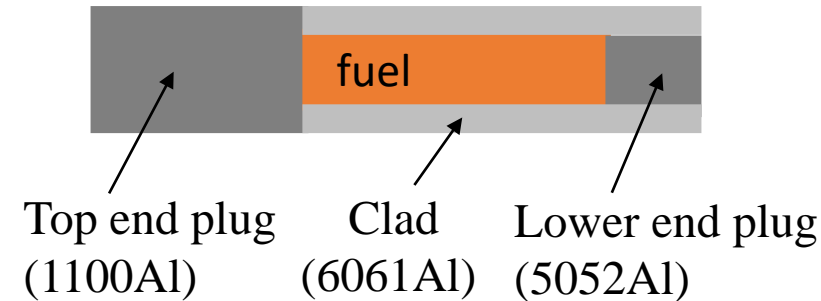 fuel
Top end plug
(1100Al)
Clad
(6061Al)
Lower end plug
(5052Al)